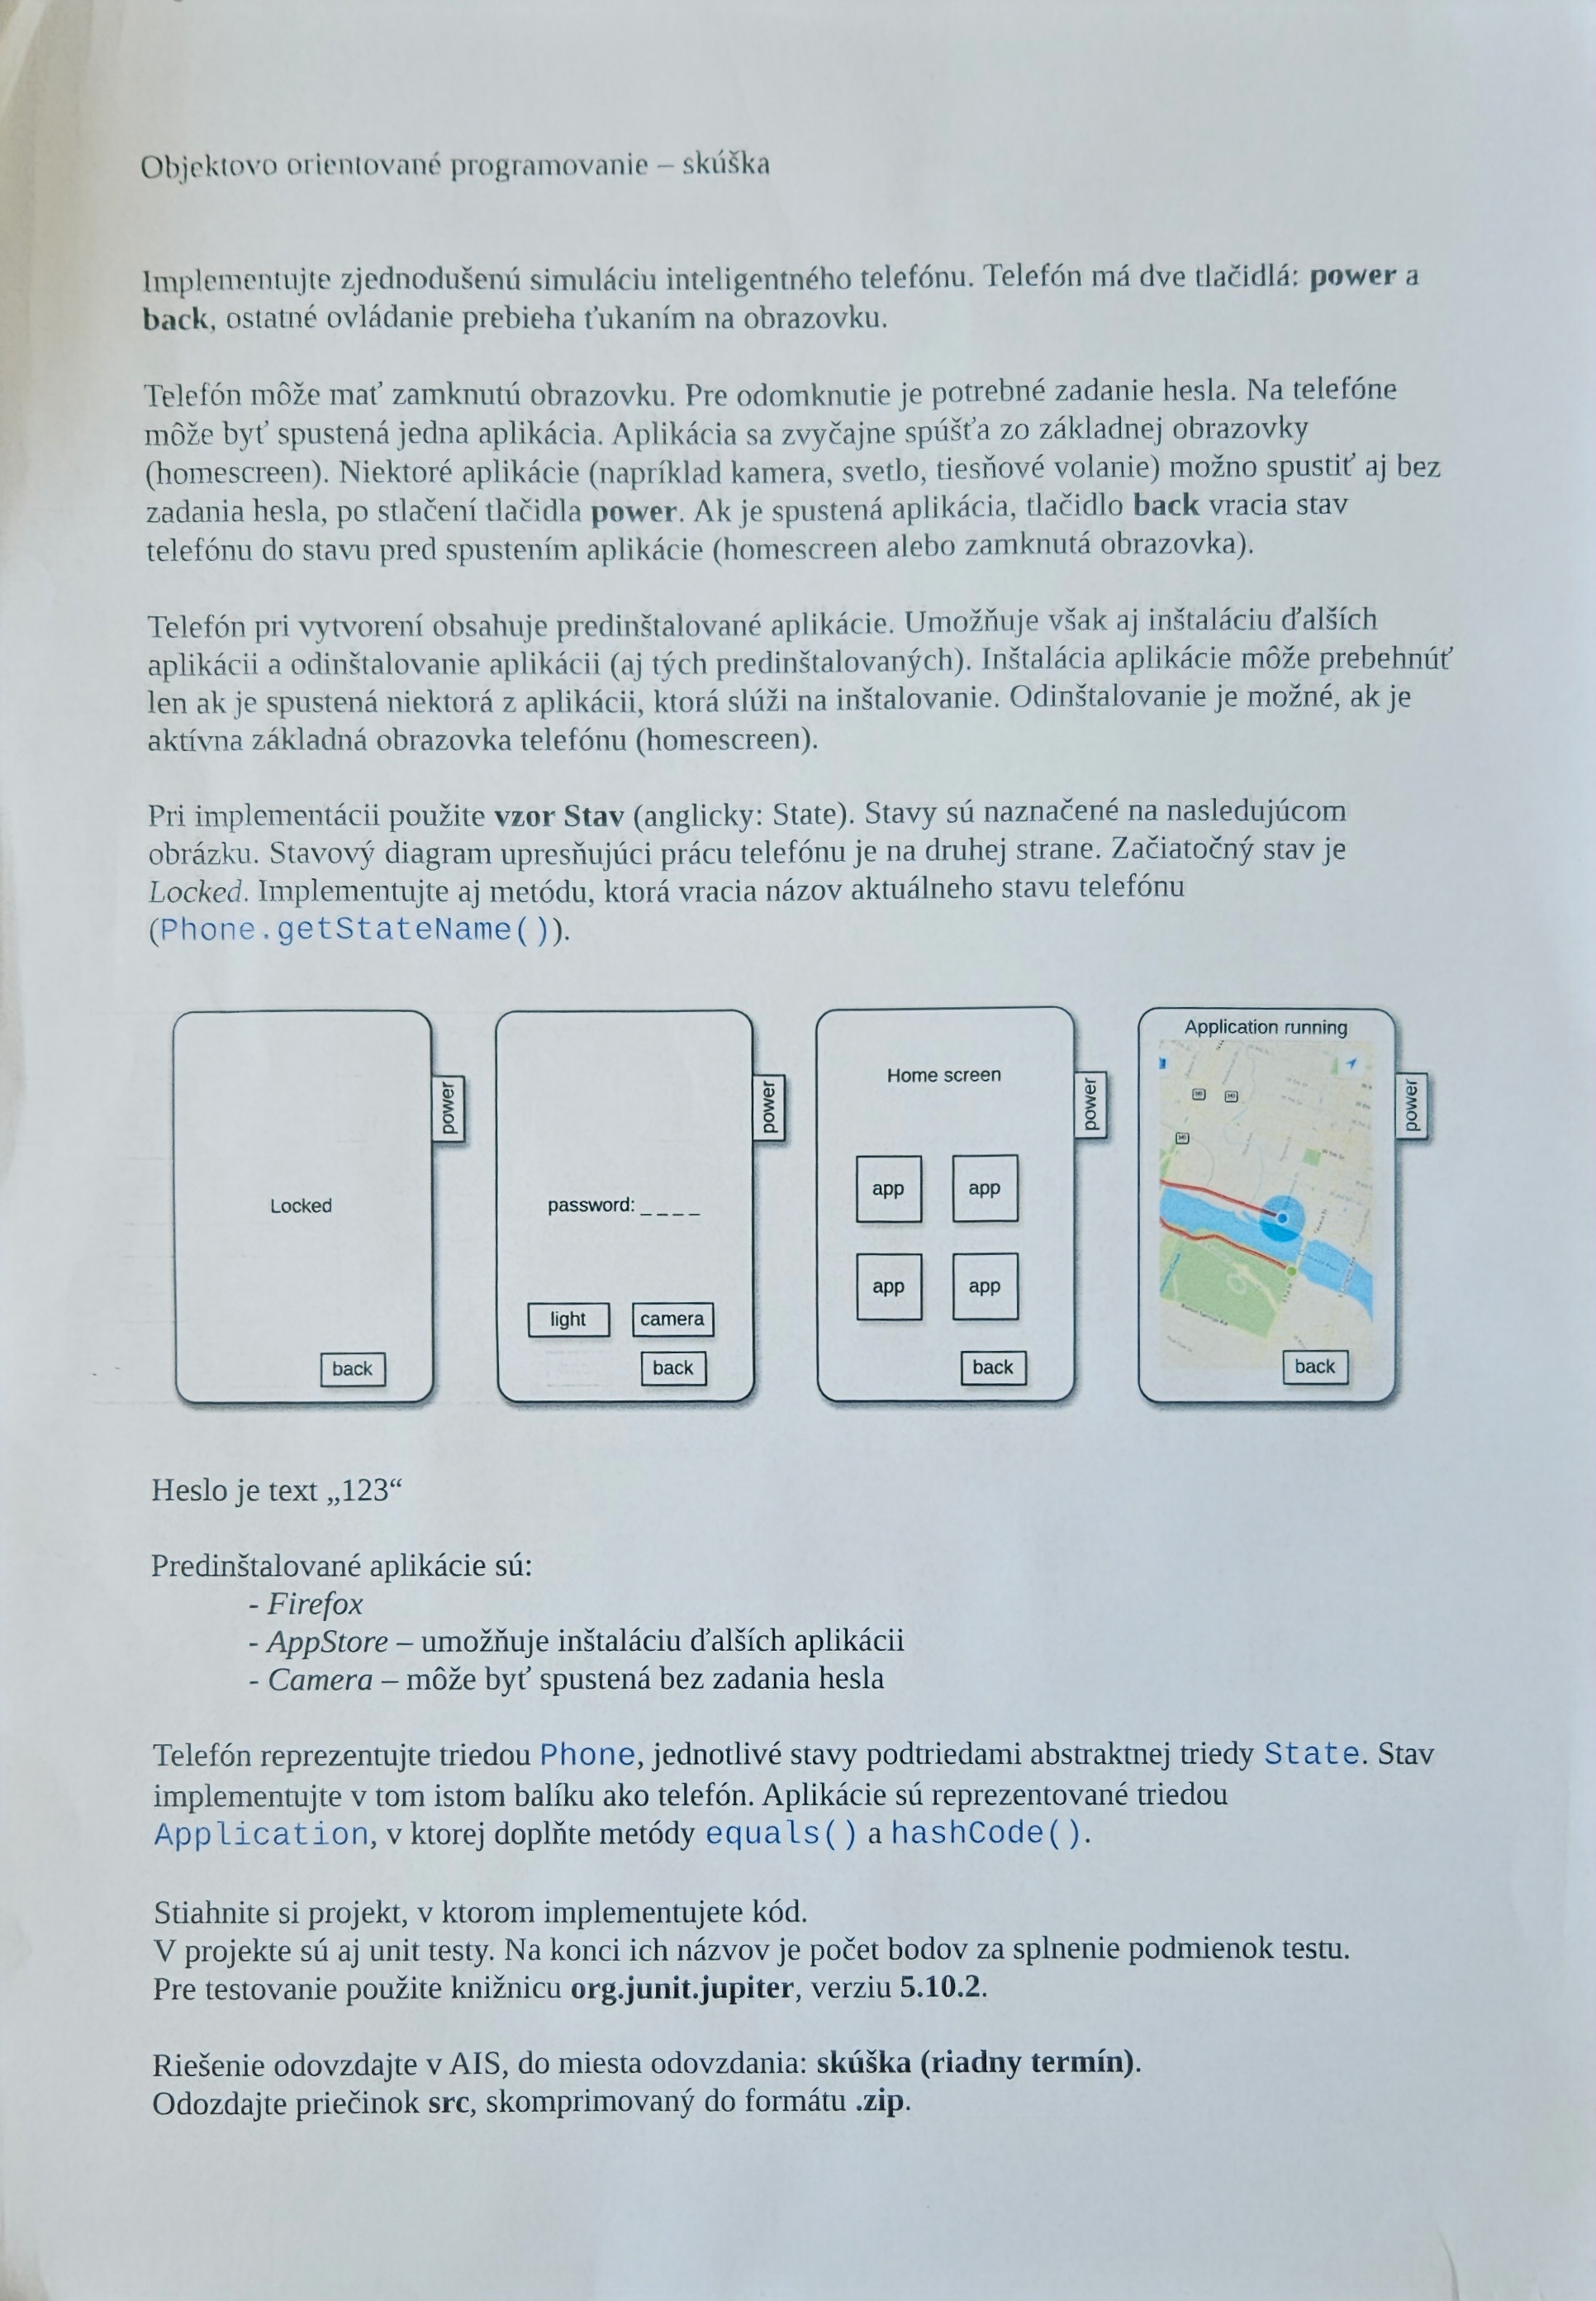 Objektovo orientované programovanie – skúška
Implementujte zjednodušenú simuláciu inteligentného telefónu. Telefón má dve tlačidlá: power a
back, ostatné ovládanie prebieha ťukaním na obrazovku.
Telefón môže mať zamknutú obrazovku. Pre odomknutie je potrebné zadanie hesla. Na telefóne
môže byť spustená jedna aplikácia. Aplikácia sa zvyčajne spúšťa zo základnej obrazovky
(homescreen). Niektoré aplikácie (napríklad kamera, svetlo, tiesňové volanie) možno spustiť aj bez
zadania hesla, po stlačení tlačidla power. Ak je spustená aplikácia, tlačidlo back vracia stav
telefónu do stavu pred spustením aplikácie (homescreen alebo zamknutá obrazovka).
Telefón pri vytvorení obsahuje predinštalované aplikácie. Umožňuje však aj inštaláciu ďalších
aplikácii a odinštalovanie aplikácii (aj tých predinštalovaných). Inštalácia aplikácie môže prebehnúť
len ak je spustená niektorá z aplikácii, ktorá slúži na inštalovanie. Odinštalovanie je možné, ak je
aktívna základná obrazovka telefónu (homescreen).
Pri implementácii použite vzor Stav (anglicky: State). Stavy sú naznačené na nasledujúcom
obrázku. Stavový diagram upresňujúci prácu telefónu je na druhej strane. Začiatočný stav je
Locked. Implementujte aj metódu, ktorá vracia názov aktuálneho stavu telefónu
(Phone.getStateName()).
Locked
power
back
password: _ _ _ _
light camera
power
back
Home screen
app app
app app
power
back
Application running
power
back
Heslo je text „123“
Predinštalované aplikácie sú:
- Firefox
- AppStore – umožňuje inštaláciu ďalších aplikácii
- Camera – môže byť spustená bez zadania hesla
Telefón reprezentujte triedou Phone, jednotlivé stavy podtriedami abstraktnej triedy State. Stav
implementujte v tom istom balíku ako telefón. Aplikácie sú reprezentované triedou
Application, v ktorej doplňte metódy equals() a hashCode().
Stiahnite si projekt, v ktorom implementujete kód.
V projekte sú aj unit testy. Na konci ich názvov je počet bodov za splnenie podmienok testu.
Pre testovanie použite knižnicu org.junit.jupiter, verziu 5.10.2.
Riešenie odovzdajte v AIS, do miesta odovzdania: skúška (riadny termín).
Odozdajte priečinok src, skomprimovaný do formátu .zip.